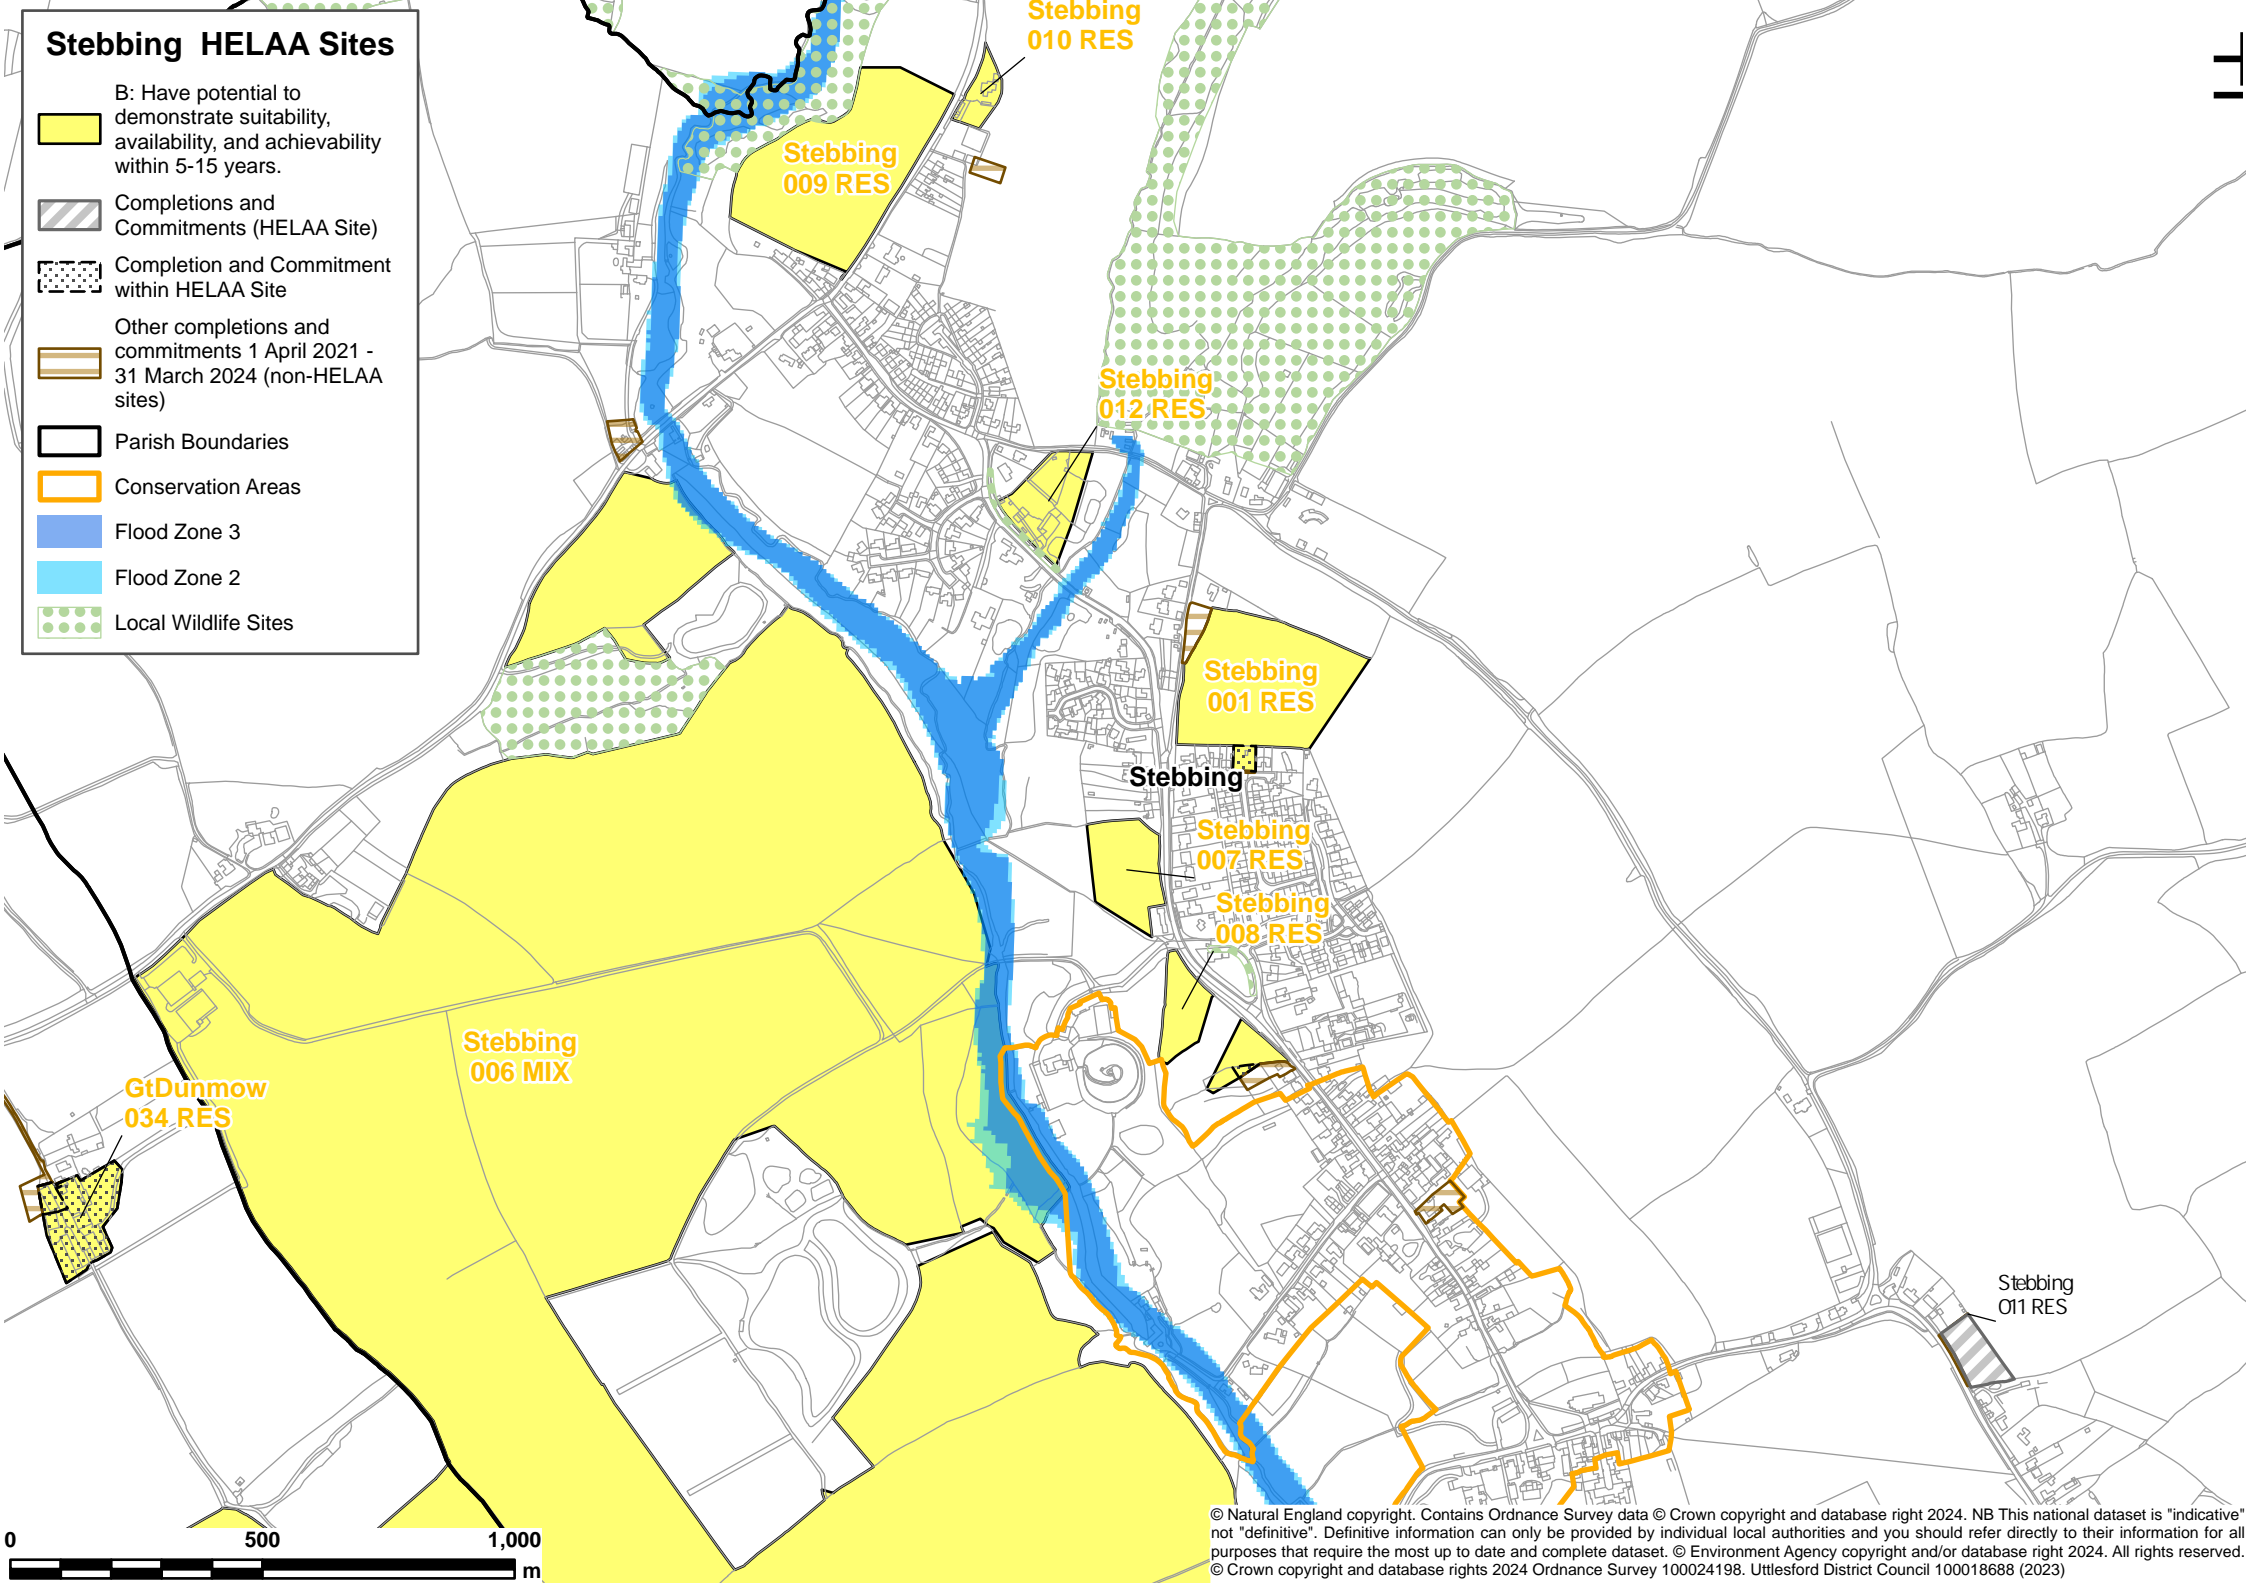 Stebbing HELAA Sites
B: Have potential to
demonstrate suitability,
availability, and achievability
within 5-15 years.
Completions and
Commitments (HELAA Site)
Completion and Commitment
within HELAA Site
Other completions and
commitments 1 April 2021 -
31 March 2024 (non-HELAA
sites)
Parish Boundaries
Conservation Areas
Flood Zone 3
Flood Zone 2
Local Wildlife Sites
Stebbing
010 RES
Stebbing
009 RES
Stebbing
012 RES
Stebbing
001 RES
Stebbing
Stebbing
007 RES
Stebbing
008 RES
Stebbing
006 MIX
GtDunmow
034 RES
Stebbing
011 RES
0 500 1,000
m
© Natural England copyright. Contains Ordnance Survey data © Crown copyright and database right 2024. NB This national dataset is "indicative"
not "definitive". Definitive information can only be provided by individual local authorities and you should refer directly to their information for all
purposes that require the most up to date and complete dataset. © Environment Agency copyright and/or database right 2024. All rights reserved.
© Crown copyright and database rights 2024 Ordnance Survey 100024198. Uttlesford District Council 100018688 (2023)